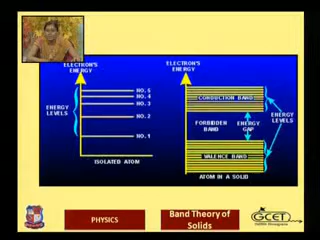 ELECTRON'S
ENERGY
NO. 5
NO. 4
NO. 3
NO. 2
NO. 1
ENERGY
LEVELS
ISOLATED ATOM
ELECTRON'S
ENERGY
CONDUCTION BAND
FORBIDDEN
BAND
ENERGY
GAP
ENERGY
LEVELS
VALENCE BAND
ATOM IN A SOLID
PHYSICS
Band Theory of
Solids
GCET